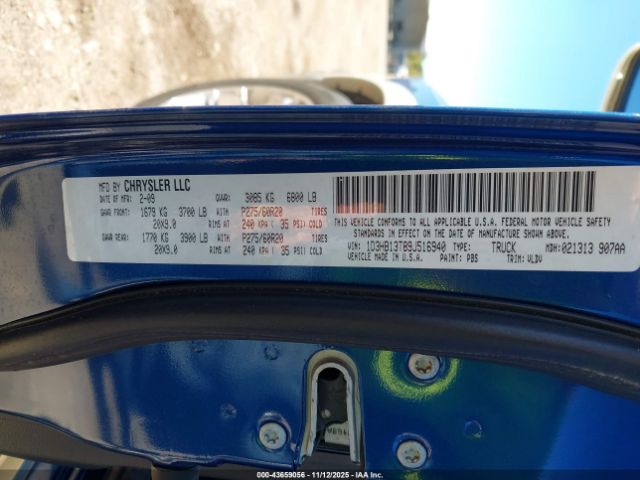 MFD BY CHRYSLER LLC
DATE OF MFR: 2-09 GVWR: 3085 KG 6800 LB
GAWR FRONT: 1679 KG 3700 LB WITH P275/60R20 TIRES
20X9.0 RIMS AT 240 KPA( 35 PSI) COLD
GAWR REAR: 1770 KG 3900 LB WITH P275/60R20 TIRES
20X9.0 RIMS AT 240 KPA( 35 PSI) COLD
THIS VEHICLE CONFORMS TO ALL APPLICABLE U.S.A. FEDERAL MOTOR VEHICLE SAFETY
STANDARDS IN EFFECT ON THE DATE OF MANUFACTURE SHOWN ABOVE.
VIN: 1D3HB13T89J516940 TYPE: TRUCK MDH: 021313 907AA
VEHICLE MADE IN U.S.A. PAINT: PBS TRIM: VLDV
000-43659056 - 11/12/2025 - IAA Inc.